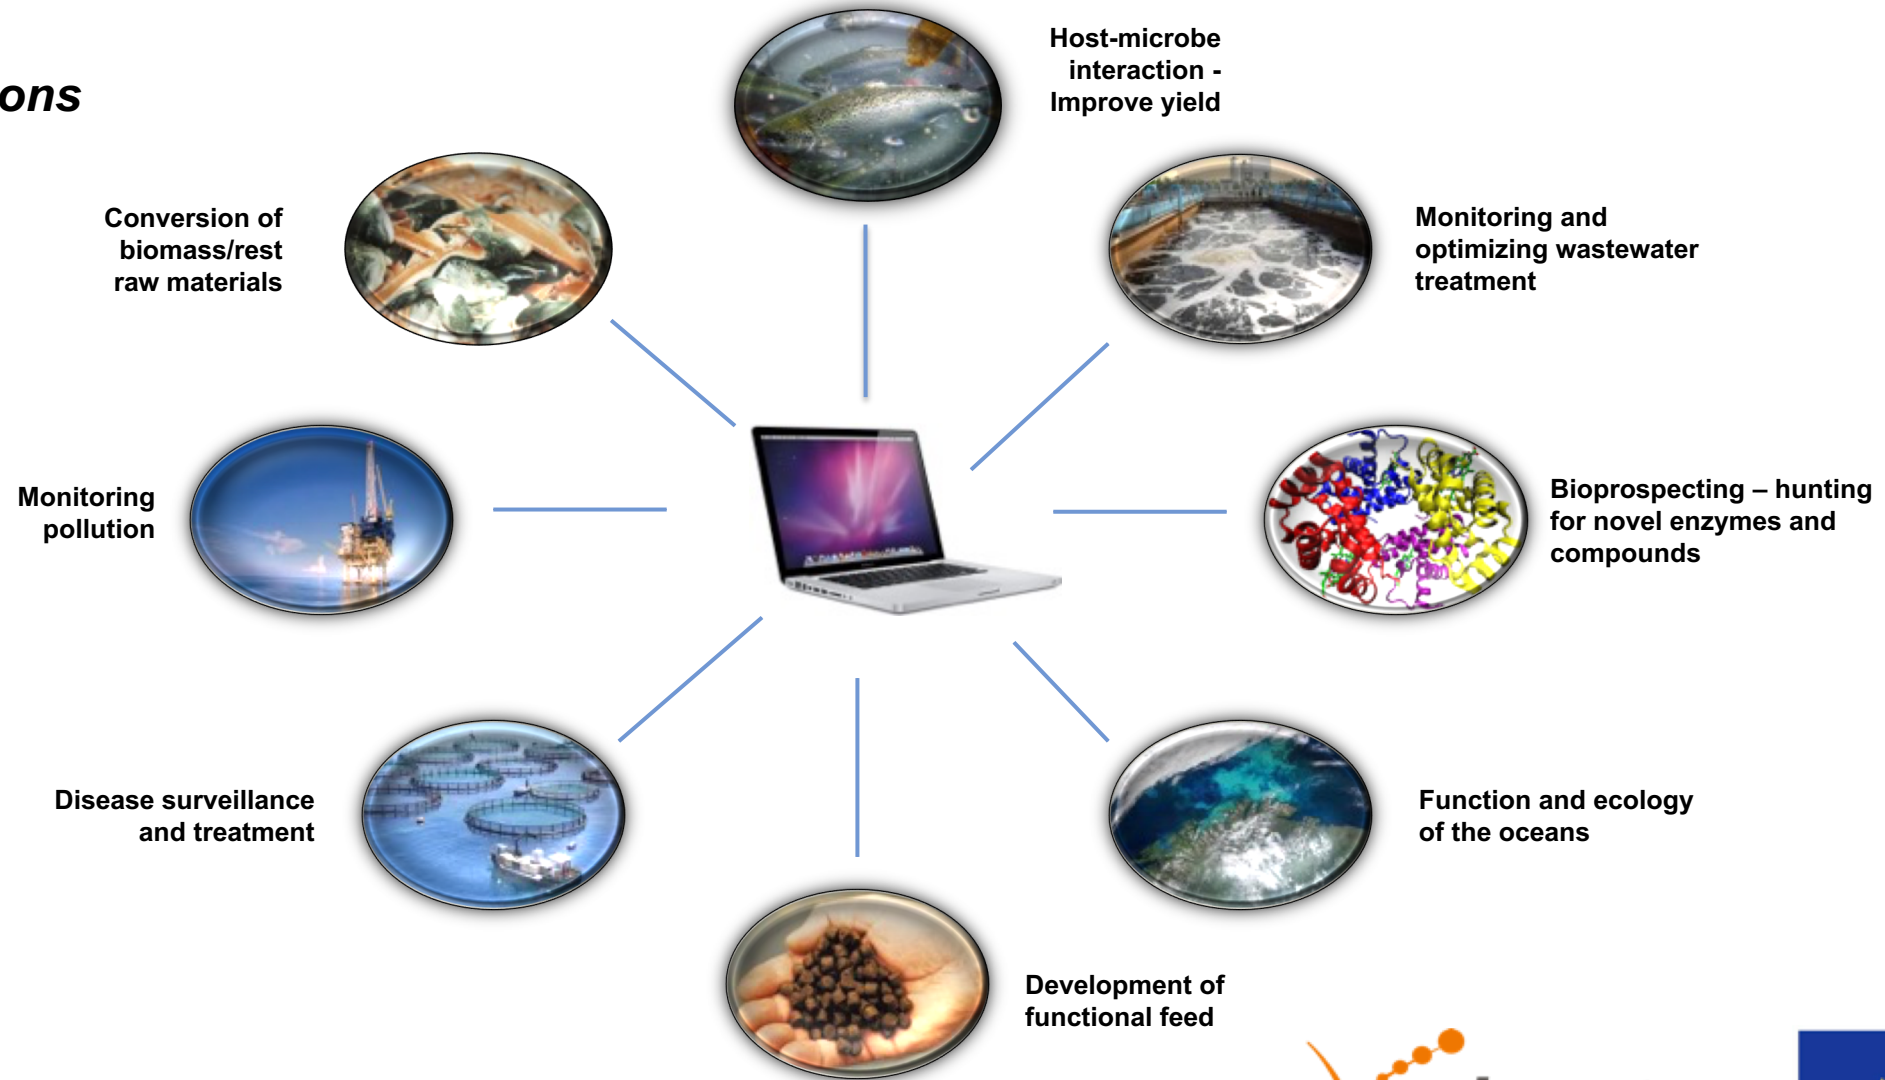 ons
Host-microbe
interaction -
Improve yield
Conversion of
biomass/rest
raw materials
Monitoring and
optimizing wastewater
treatment
Monitoring
pollution
Bioprospecting – hunting
for novel enzymes and
compounds
Disease surveillance
and treatment
Function and ecology
of the oceans
Development of
functional feed